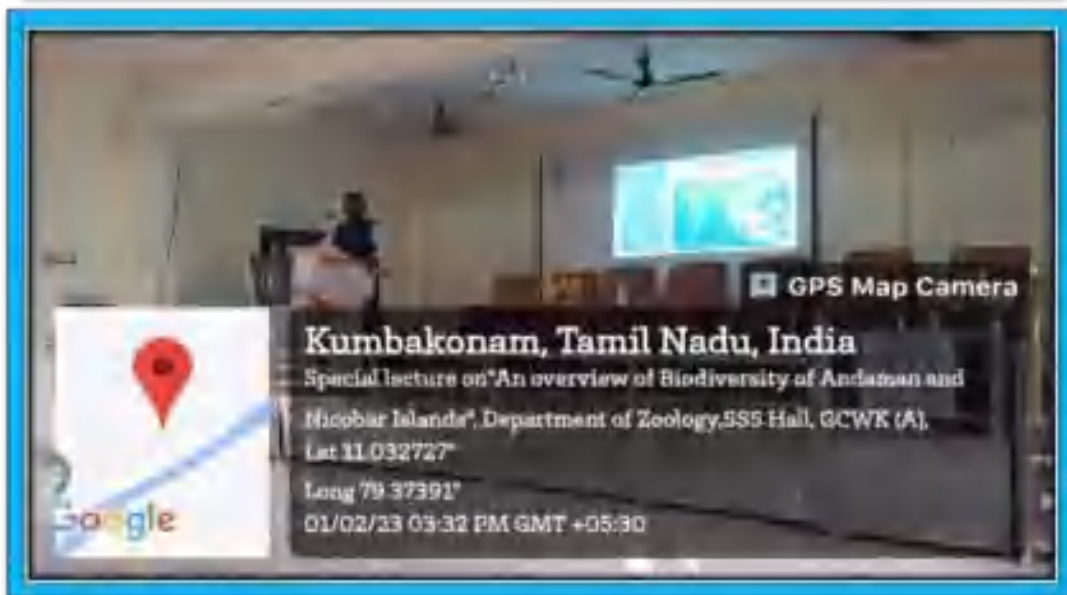 GPS Map Camera
Kumbakonam, Tamil Nadu, India
Special lecture on"An overview of Biodiversity of Andaman and
Nicobar Islands", Department of Zoology,SSS Hall, GCWK (A),
Lat 11.032727°
Long 79.37391°
01/02/23 03:32 PM GMT +05:30
Google